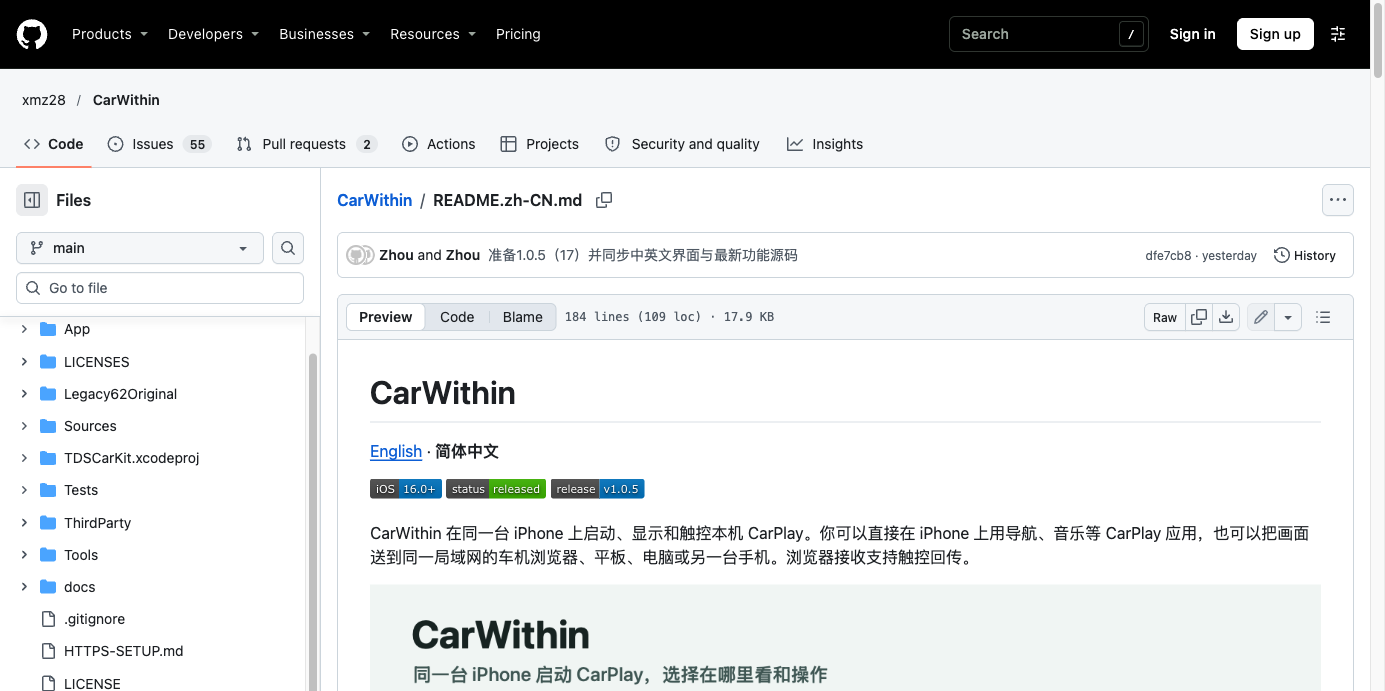 Products Developers Businesses Resources Pricing Search / Sign in Sign up
xmz28 / CarWithin
Code Issues 55 Pull requests 2 Actions Projects Security and quality Insights
Files
main
Go to file
App
LICENSES
Legacy62Original
Sources
TDSCarKit.xcodeproj
Tests
ThirdParty
Tools
docs
.gitignore
HTTPS-SETUP.md
LICENSE
CarWithin / README.zh-CN.md
Zhou and Zhou 准备1.0.5（17）并同步中英文界面与最新功能源码 dfe7cb8 · yesterday History
Preview Code Blame 184 lines (109 loc) · 17.9 KB Raw
CarWithin
English · 简体中文
iOS 16.0+ status released release v1.0.5
CarWithin 在同一台 iPhone 上启动、显示和触控本机 CarPlay。你可以直接在 iPhone 上用导航、音乐等 CarPlay 应用，也可以把画面
送到同一局域网的车机浏览器、平板、电脑或另一台手机。浏览器接收支持触控回传。
CarWithin
同一台 iPhone 启动 CarPlay，选择在哪里看和操作